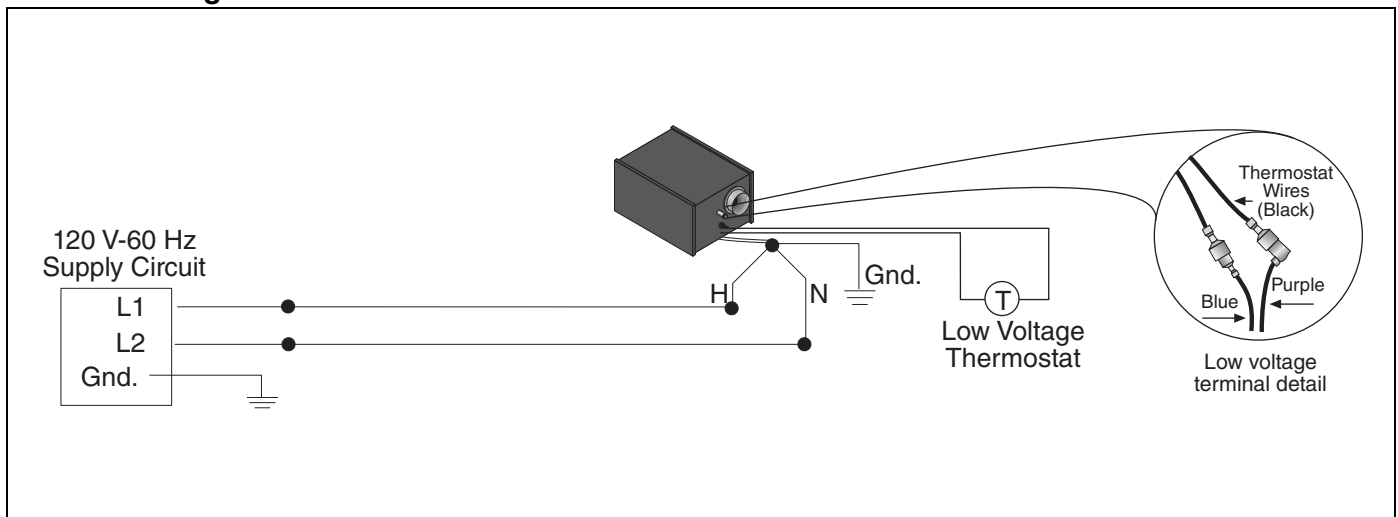 120 V-60 Hz
Supply Circuit
L1
L2
Gnd.
H
N
Gnd.
T
Low Voltage
Thermostat
Thermostat
Wires
(Black)
Blue
Purple
Low voltage
terminal detail